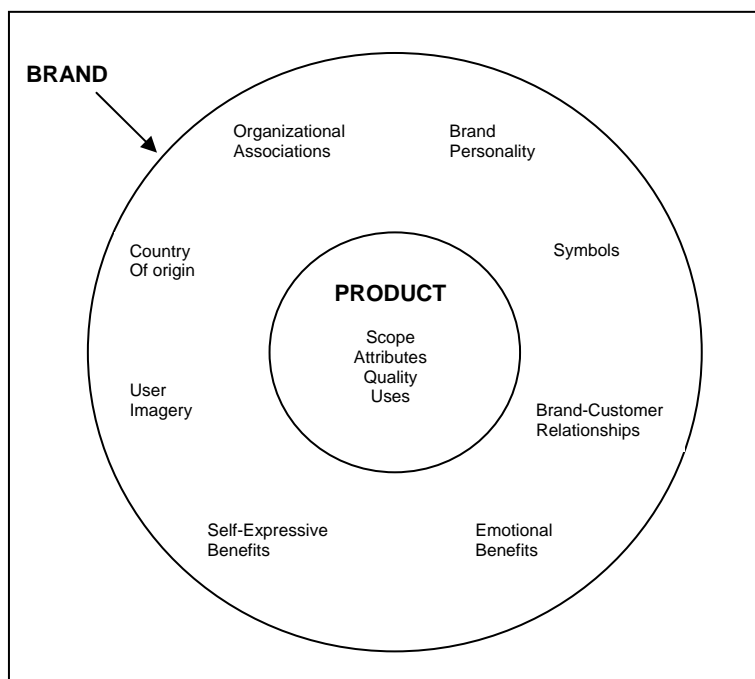 BRAND
Organizational
Associations
Brand
Personality
Country
Of origin
Symbols
PRODUCT
Scope
Attributes
Quality
Uses
User
Imagery
Brand-Customer
Relationships
Self-Expressive
Benefits
Emotional
Benefits